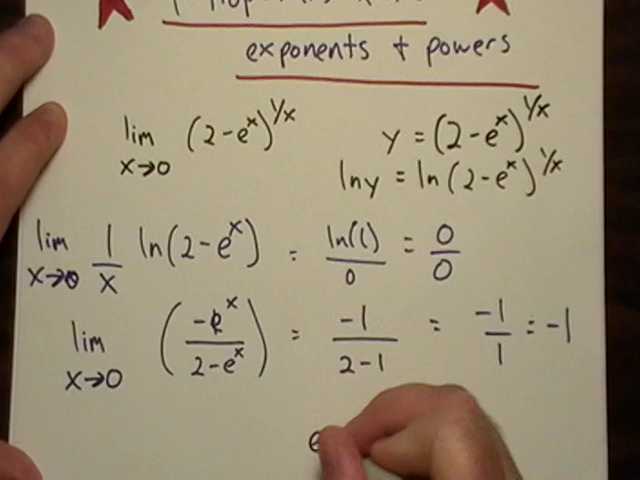 exponents + powers
lim x→0 (2-e^x)^1/x
y = (2-e^x)^1/x
ln y = ln(2-e^x)^1/x
lim x→0 1/x ln(2-e^x) = ln(1)/0 = 0/0
lim x→0 (-e^x/2-e^x) = -1/2-1 = -1/1 = -1
e